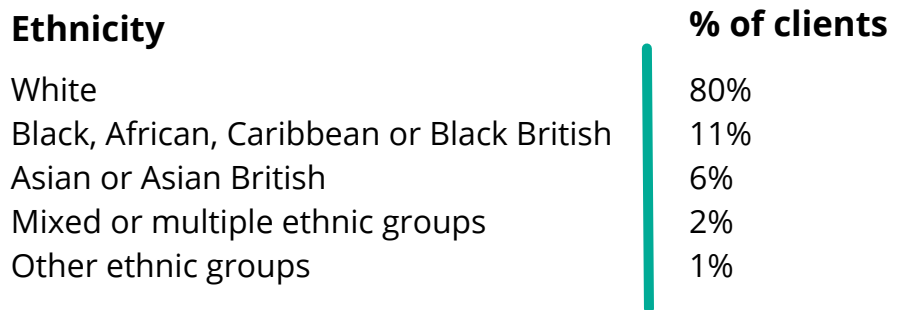 Ethnicity % of clients
White 80%
Black, African, Caribbean or Black British 11%
Asian or Asian British 6%
Mixed or multiple ethnic groups 2%
Other ethnic groups 1%